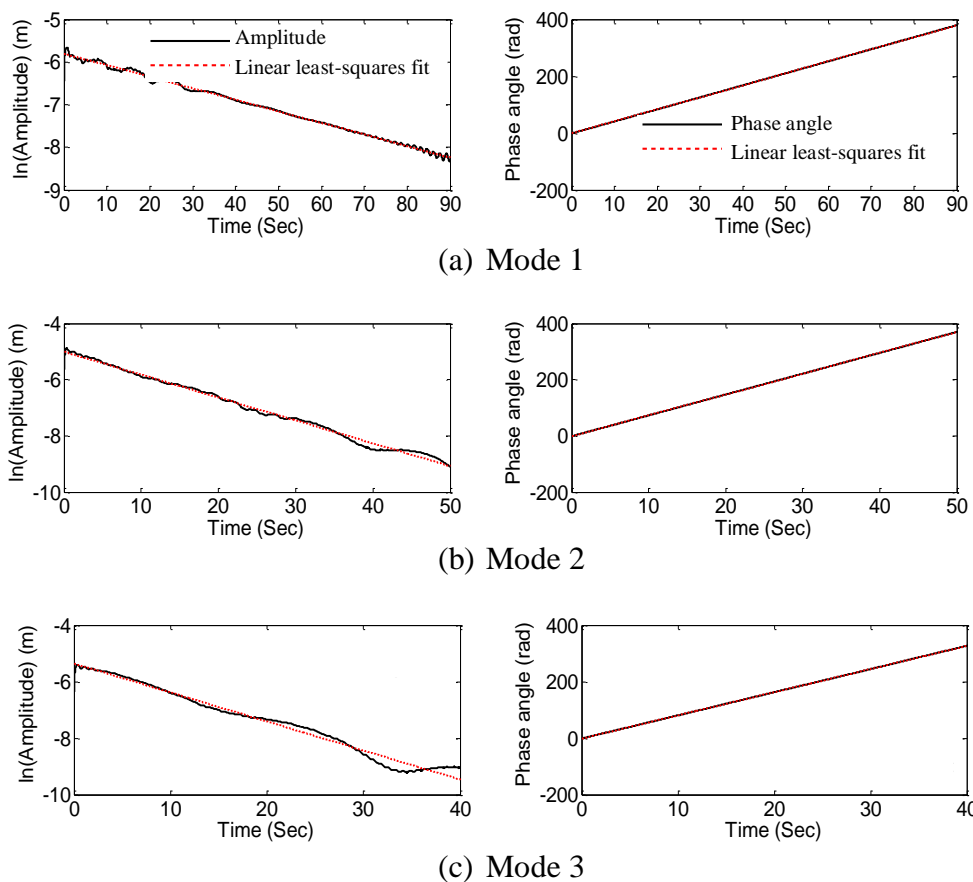 -5
-6
-7
-8
-9
ln(Amplitude) (m)
Amplitude
Linear least-squares fit
0 10 20 30 40 50 60 70 80 90
Time (Sec)
400
200
0
-200
Phase angle (rad)
Phase angle
Linear least-squares fit
0 10 20 30 40 50 60 70 80 90
Time (Sec)
(a) Mode 1
-4
-6
-8
-10
ln(Amplitude) (m)
0 10 20 30 40 50
Time (Sec)
400
200
0
-200
Phase angle (rad)
0 10 20 30 40 50
Time (Sec)
(b) Mode 2
-4
-6
-8
-10
ln(Amplitude) (m)
0 10 20 30 40
Time (Sec)
400
200
0
-200
Phase angle (rad)
0 10 20 30 40
Time (Sec)
(c) Mode 3